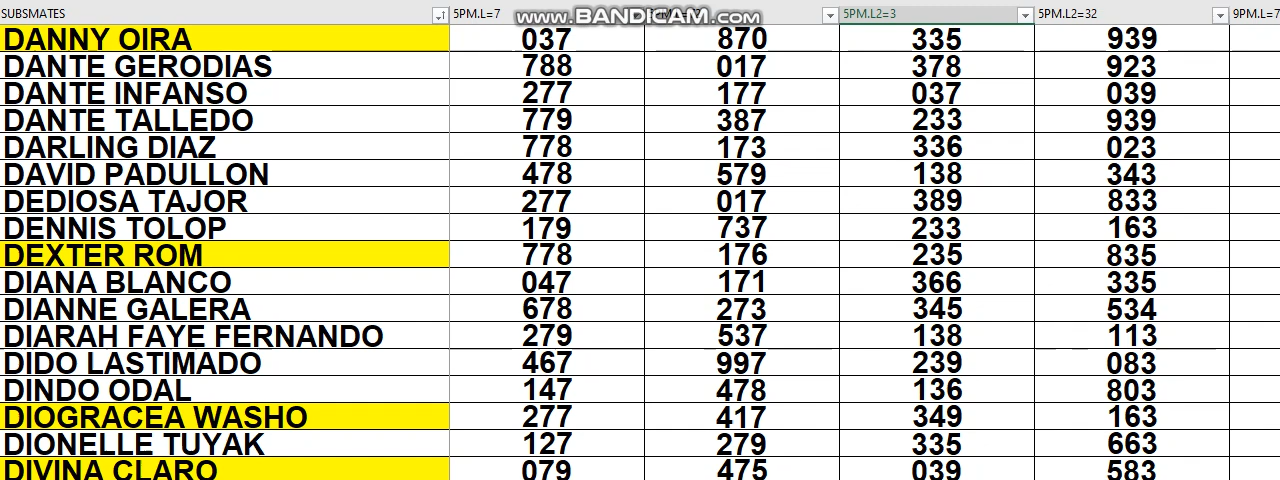 SUBSMATES 5PM.L=7 www.BANDICAM.com 5PM.L2=3 5PM.L2=32 9PM.L=7
DANNY OIRA 037 870 335 939
DANTE GERODIAS 788 017 378 923
DANTE INFANSO 277 177 037 039
DANTE TALLEDO 779 387 233 939
DARLING DIAZ 778 173 336 023
DAVID PADULLON 478 579 138 343
DEDIOSA TAJOR 277 017 389 833
DENNIS TOLOP 179 737 233 163
DEXTER ROM 778 176 235 835
DIANA BLANCO 047 171 366 335
DIANNE GALERA 678 273 345 534
DIARAH FAYE FERNANDO 279 537 138 113
DIDO LASTIMADO 467 997 239 083
DINDO ODAL 147 478 136 803
DIOGRACEA WASHO 277 417 349 163
DIONELLE TUYAK 127 279 335 663
DIVINA CLARO 079 475 039 583